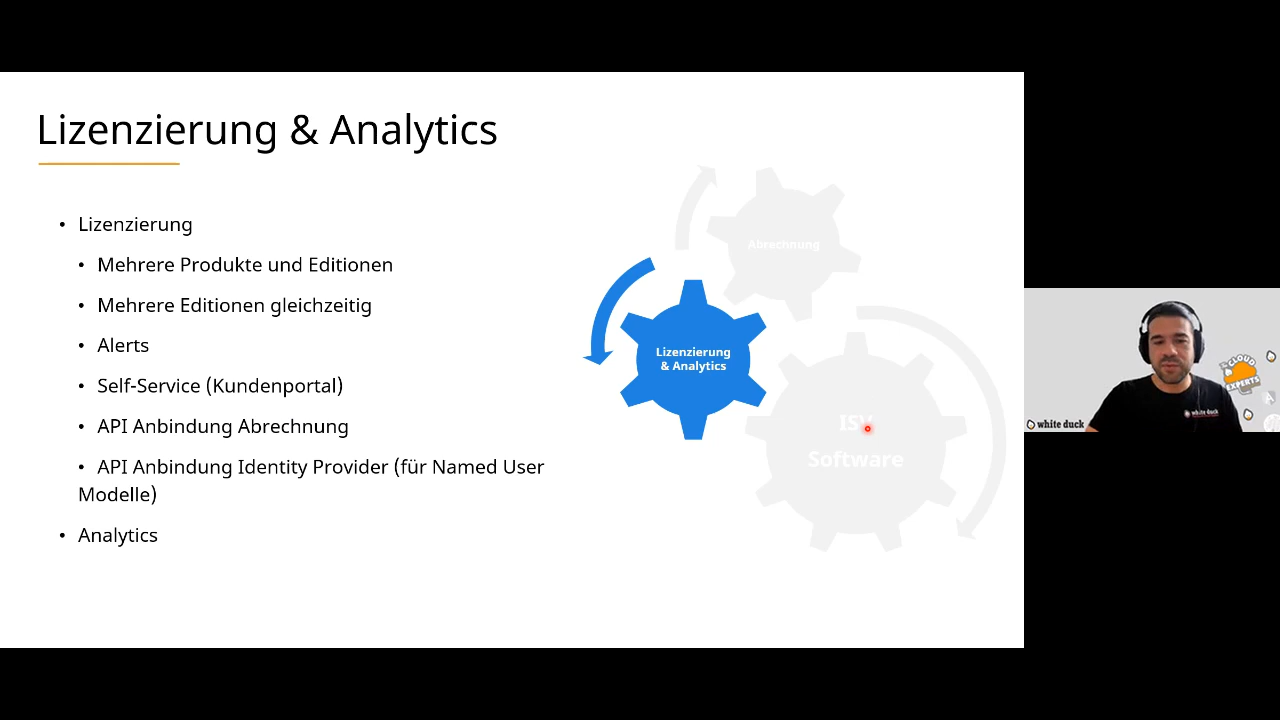 Lizenzierung & Analytics
• Lizenzierung
• Mehrere Produkte und Editionen
• Mehrere Editionen gleichzeitig
• Alerts
• Self-Service (Kundenportal)
• API Anbindung Abrechnung
• API Anbindung Identity Provider (für Named User
Modelle)
• Analytics
Abrechnung
Lizenzierung
& Analytics
ISV
Software
CLOUD
EXPERTS
white duck
white duck